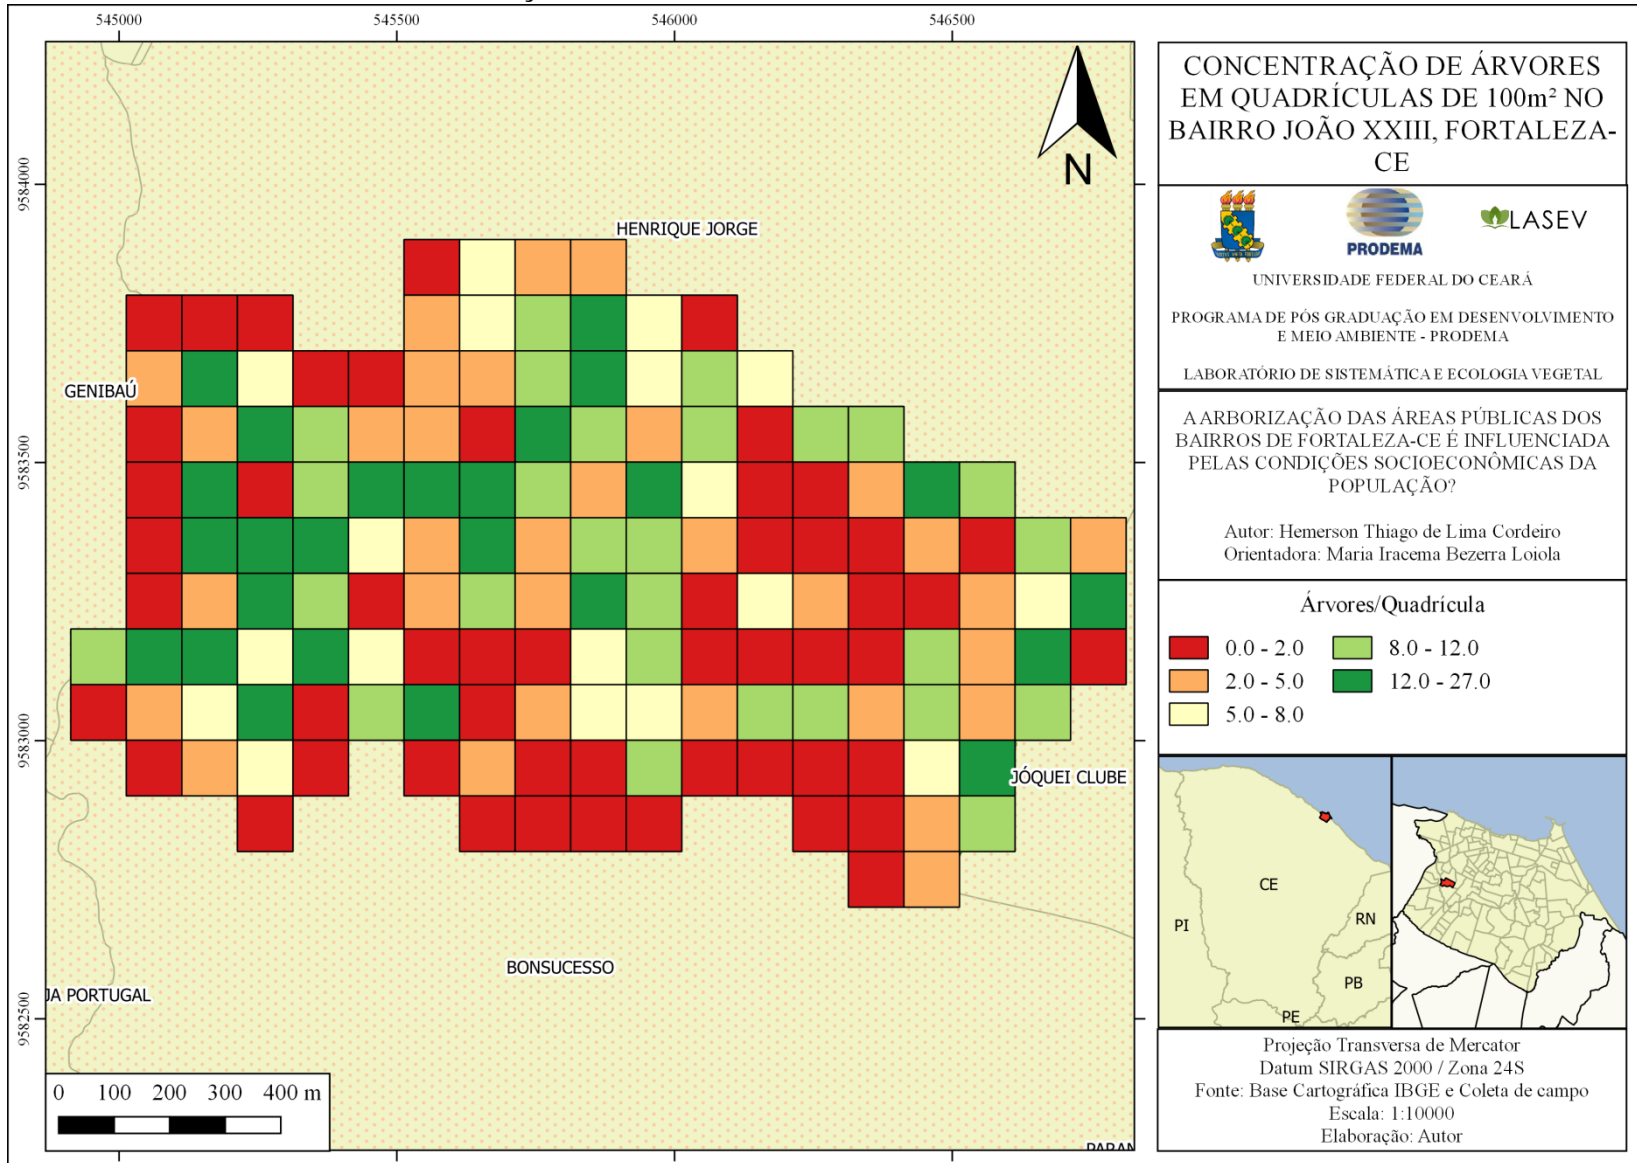 545000
545500
546000
546500
9584000
9583500
9583000
9582500
N
HENRIQUE JORGE
GENIBAÚ
JÓQUEI CLUBE
BONSUCESSO
JA PORTUGAL
PARAN
0 100 200 300 400 m
CONCENTRAÇÃO DE ÁRVORES
EM QUADRÍCULAS DE 100m² NO
BAIRRO JOÃO XXIII, FORTALEZA-
CE
PRODEMA
LASEV
UNIVERSIDADE FEDERAL DO CEARÁ
PROGRAMA DE PÓS GRADUAÇÃO EM DESENVOLVIMENTO
E MEIO AMBIENTE - PRODEMA
LABORATÓRIO DE SISTEMÁTICA E ECOLOGIA VEGETAL
A ARBORIZAÇÃO DAS ÁREAS PÚBLICAS DOS
BAIRROS DE FORTALEZA-CE É INFLUENCIADA
PELAS CONDIÇÕES SOCIOECONÔMICAS DA
POPULAÇÃO?
Autor: Hemerson Thiago de Lima Cordeiro
Orientadora: Maria Iracema Bezerra Loiola
Árvores/Quadrícula
0.0 - 2.0
2.0 - 5.0
5.0 - 8.0
8.0 - 12.0
12.0 - 27.0
CE
PI
RN
PB
PE
Projeção Transversa de Mercator
Datum SIRGAS 2000 / Zona 24S
Fonte: Base Cartográfica IBGE e Coleta de campo
Escala: 1:10000
Elaboração: Autor